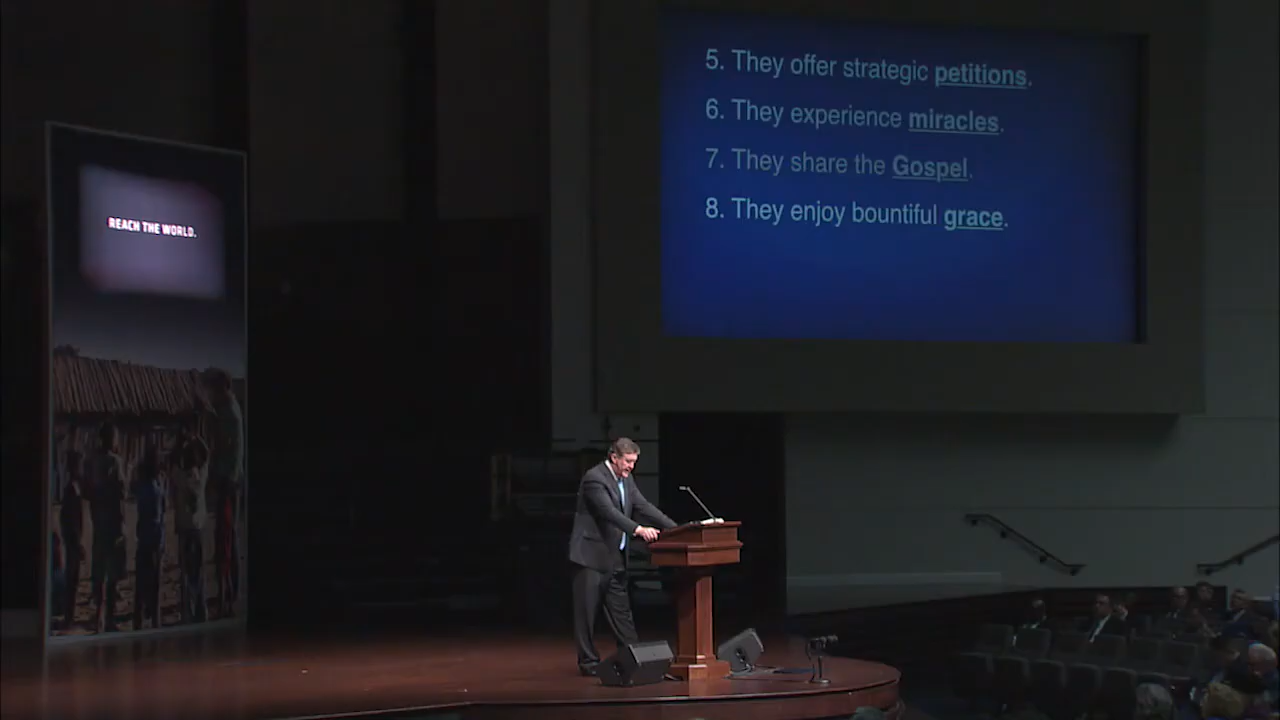 5. They offer strategic petitions.
6. They experience miracles.
7. They share the Gospel.
8. They enjoy bountiful grace.
REACH THE WORLD.